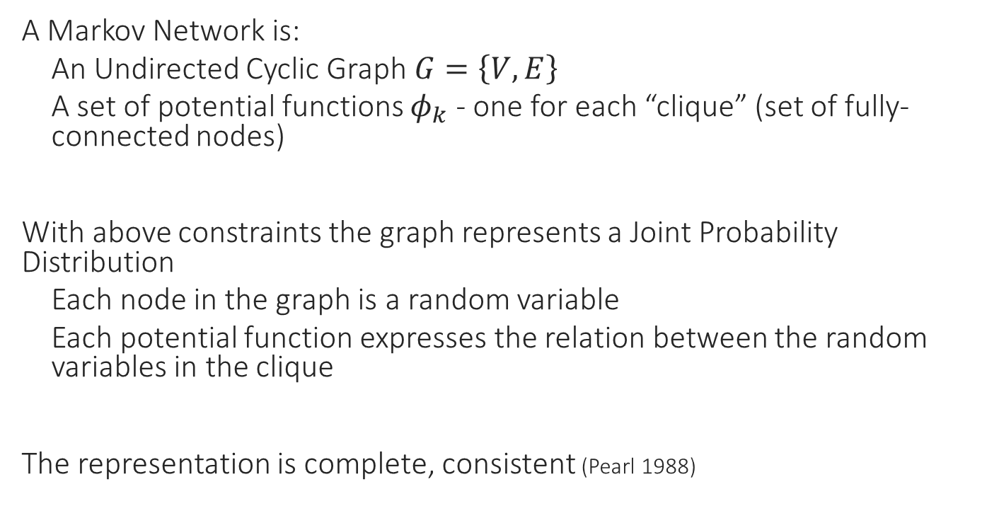 A Markov Network is:
An Undirected Cyclic Graph G = {V, E}
A set of potential functions ϕk - one for each “clique” (set of fully-
connected nodes)
With above constraints the graph represents a Joint Probability
Distribution
Each node in the graph is a random variable
Each potential function expresses the relation between the random
variables in the clique
The representation is complete, consistent (Pearl 1988)